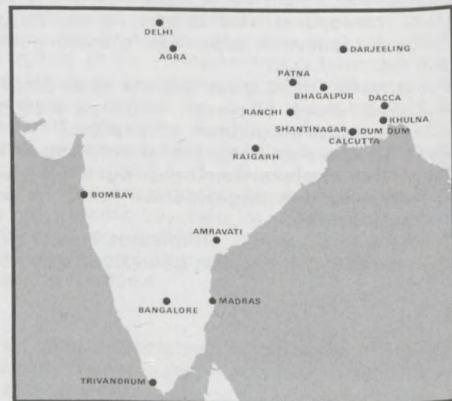 DELHI
AGRA
DARJEELING
PATNA
BHAGALPUR
DACCA
RANCHI
KHULNA
SHANTINAGAR
DUM DUM
CALCUTTA
RAIGARH
BOMBAY
AMRAVATI
BANGALORE
MADRAS
TRIVANDRUM